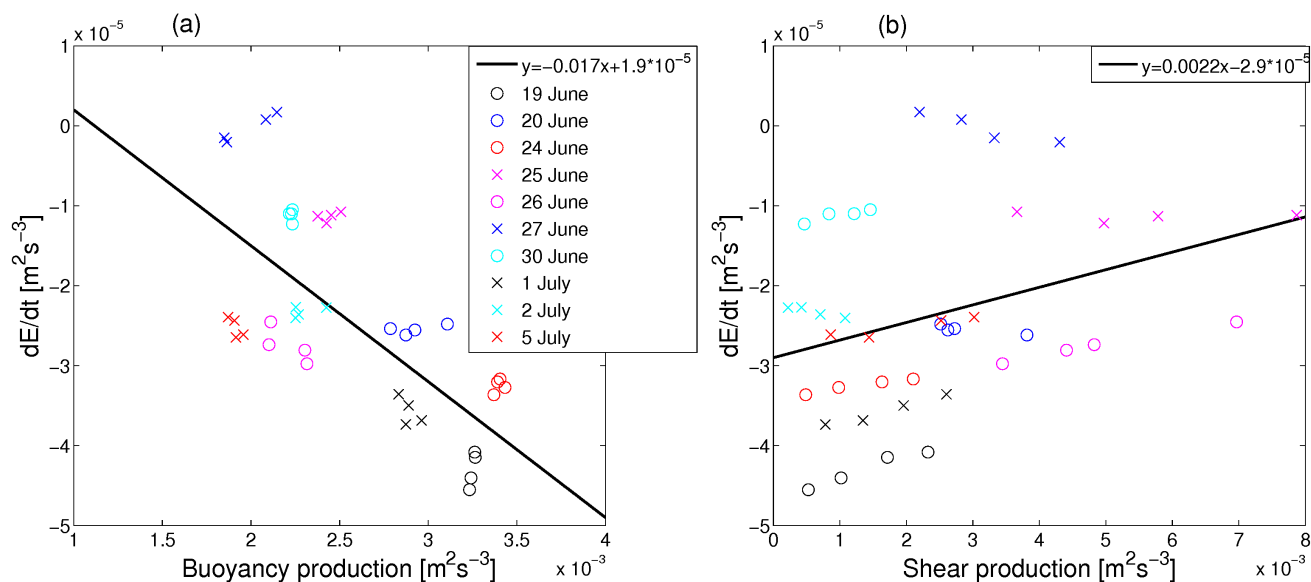 (a)
x 10⁻⁵
1
0
−1
−2
−3
−4
−5
dE/dt [m²s⁻³]
1
1.5
2
2.5
3
3.5
4
Buoyancy production [m²s⁻³]
x 10⁻³
y=−0.017x+1.9*10⁻⁵
19 June
20 June
24 June
25 June
26 June
27 June
30 June
1 July
2 July
5 July
(b)
x 10⁻⁵
1
0
−1
−2
−3
−4
−5
dE/dt [m²s⁻³]
0
1
2
3
4
5
6
7
8
Shear production [m²s⁻³]
x 10⁻³
y=0.0022x−2.9*10⁻⁵